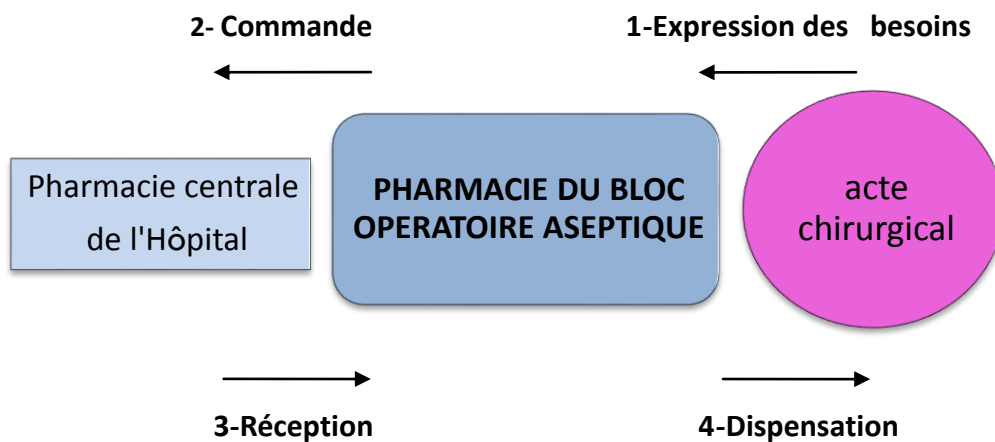 2- Commande
1-Expression des besoins
Pharmacie centrale
de l'Hôpital
PHARMACIE DU BLOC
OPERATOIRE ASEPTIQUE
acte
chirurgical
3-Réception
4-Dispensation